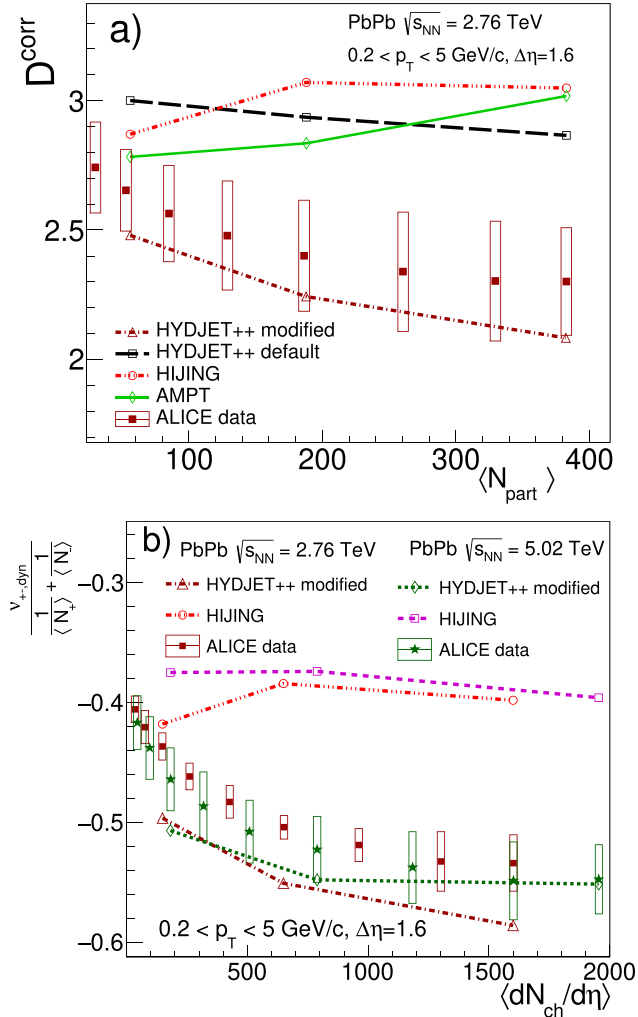 a)
PbPb √s_NN = 2.76 TeV
0.2 < p_T < 5 GeV/c, Δη=1.6
D^corr
3
2.5
2
HYDJET++ modified
HYDJET++ default
HIJING
AMPT
ALICE data
100 200 300 400
⟨N_part⟩
b)
PbPb √s_NN = 2.76 TeV
HYDJET++ modified
HIJING
ALICE data
PbPb √s_NN = 5.02 TeV
HYDJET++ modified
HIJING
ALICE data
ν_+-,dyn
1/⟨N_+⟩ + 1/⟨N_-⟩
−0.3
−0.4
−0.5
−0.6
0.2 < p_T < 5 GeV/c, Δη=1.6
500 1000 1500 2000
⟨dN_ch/dη⟩